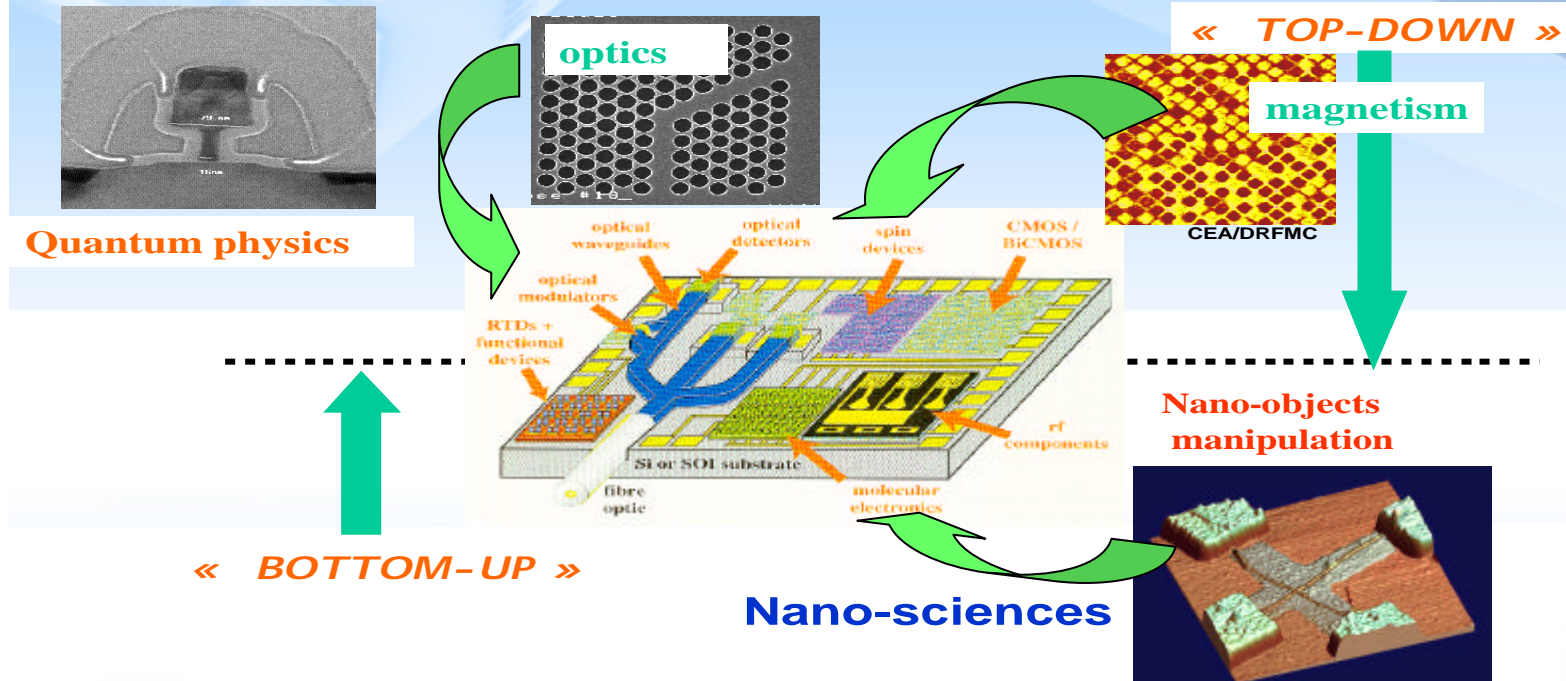 optics
« TOP-DOWN »
magnetism
79 nm
CEA/DRFMC
Quantum physics
optical
waveguides
optical
detectors
spin
devices
CMOS /
BiCMOS
optical
modulators
RTDs +
functional
devices
rf
components
Si or SOI substrate
fibre
optic
molecular
electronics
Nano-objects
manipulation
« BOTTOM-UP »
Nano-sciences